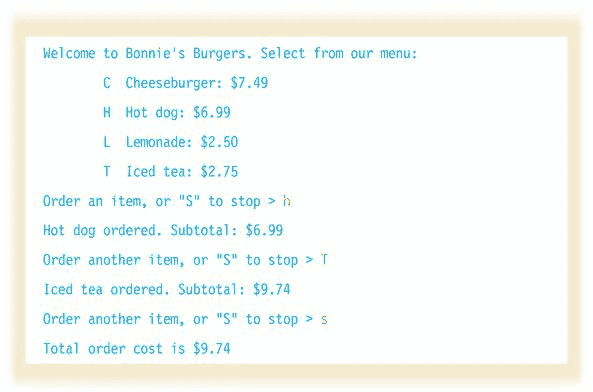 Welcome to Bonnie's Burgers. Select from our menu:
C Cheeseburger: $7.49
H Hot dog: $6.99
L Lemonade: $2.50
T Iced tea: $2.75
Order an item, or "S" to stop > h
Hot dog ordered. Subtotal: $6.99
Order another item, or "S" to stop > T
Iced tea ordered. Subtotal: $9.74
Order another item, or "S" to stop > s
Total order cost is $9.74